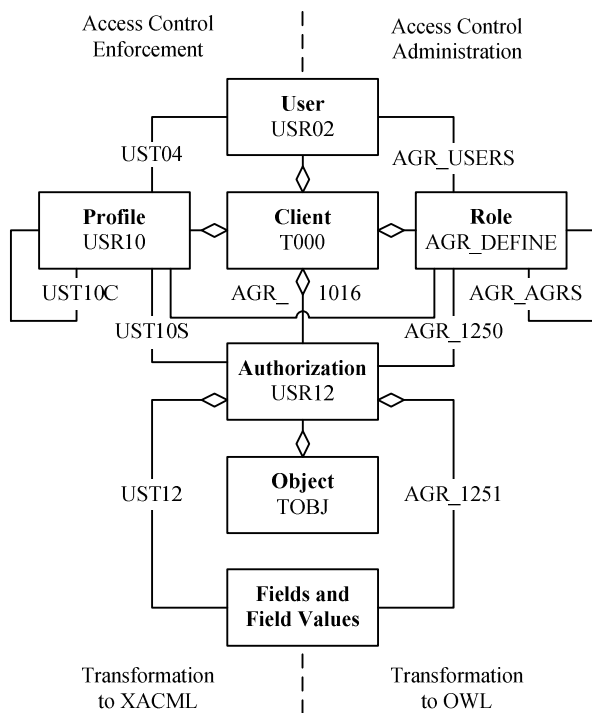 Access Control
Enforcement
Access Control
Administration
User
USR02
UST04
AGR_USERS
Profile
USR10
Client
T000
Role
AGR_DEFINE
UST10C
AGR_ 1016
AGR_AGRS
UST10S
AGR_1250
Authorization
USR12
UST12
Object
TOBJ
AGR_1251
Fields and
Field Values
Transformation
to XACML
Transformation
to OWL